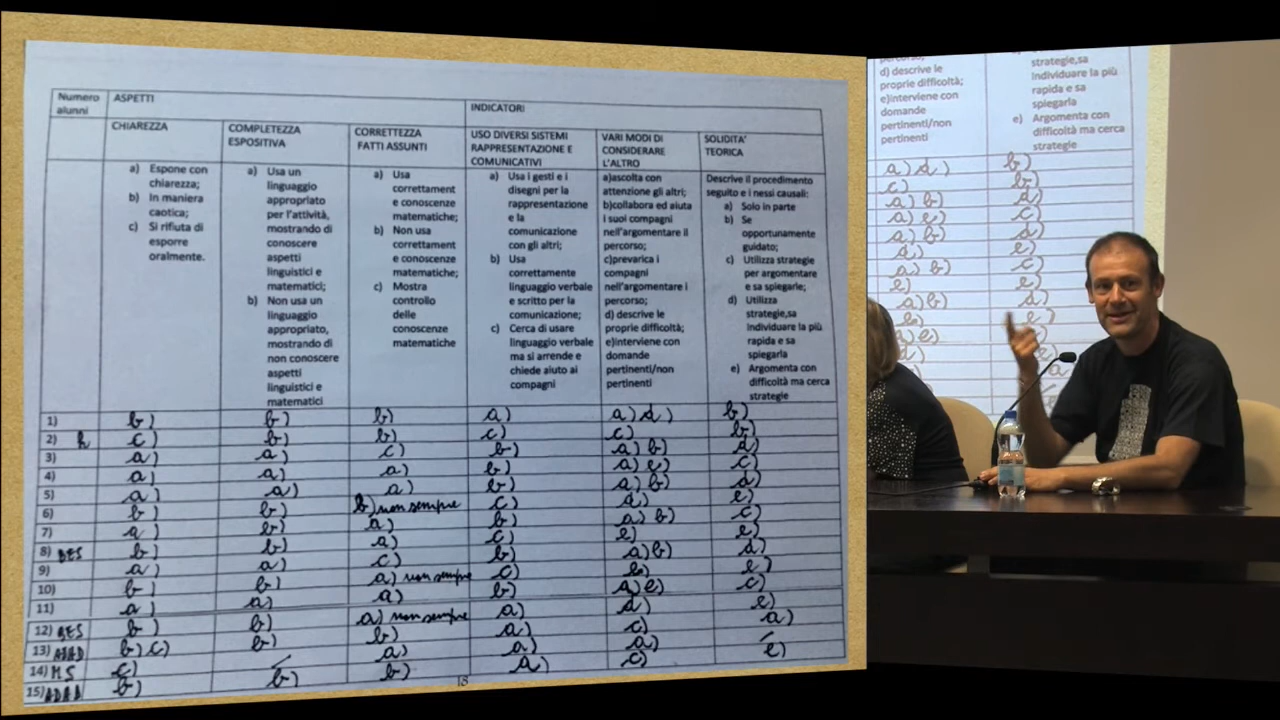 Numero alunni
ASPETTI
INDICATORI
CHIAREZZA
COMPLETEZZA
ESPOSITIVA
CORRETTEZZA
FATTI ASSUNTI
USO DIVERSI SISTEMI
RAPPRESENTAZIONE E
COMUNICATIVI
VARI MODI DI
CONSIDERARE
L'ALTRO
SOLIDITA'
TEORICA
a) Espone con
chiarezza;
b) In maniera
caotica;
c) Si rifiuta di
esporre
oralmente.
a) Usa un
linguaggio
appropriato
per l'attività,
mostrando di
conoscere
aspetti
linguistici e
matematici;
b) Non usa un
linguaggio
appropriato,
mostrando di
non conoscere
aspetti
linguistici e
matematici
a) Usa
correttament
e conoscenze
matematiche;
b) Non usa
correttament
e conoscenze
matematiche;
c) Mostra
controllo
delle
conoscenze
matematiche
a) Usa i gesti e i
disegni per la
rappresentazione
e la
comunicazione
con gli altri;
b) Usa
correttamente
linguaggio verbale
e scritto per la
comunicazione;
c) Cerca di usare
linguaggio verbale
ma si arrende e
chiede aiuto ai
compagni
a)ascolta con
attenzione gli altri;
b)collabora ed aiuta
i suoi compagni
nell'argomentare il
percorso;
c)prevarica i
compagni
nell'argomentare i
percorso;
d) descrive le
proprie difficoltà;
e)interviene con
domande
pertinenti/non
pertinenti
Descrive il procedimento
seguito e i nessi causali:
a) Solo in parte
b) Se
opportunamente
guidato;
c) Utilizza strategie
per argomentare
e sa spiegarle;
d) Utilizza
strategie,sa
individuare la più
rapida e sa
spiegarla
e) Argomenta con
difficoltà ma cerca
strategie
1) b) b) b) a) a) d) b)
2) h c) b) b) c) c) b)
3) a) a) c) b) a) b) d)
4) a) a) a) b) a) e) c)
5) a) a) a) b) a) b) d)
6) b) b) b) non sempre c) d) e)
7) a) b) a) b) a) b) c)
8) BES b) b) a) c) e) e)
9) a) a) c) b) a) b) d)
10) b) b) a) non sempre c) b) e)
11) a) a) a) b) a) e) c)
12) BES b) b) a) non sempre a) d) e)
13) b) c) b) b) a) c) a)
14) MS c) a) a) a)
15) b) b) b) a) c) e)
18
d) descrive le
proprie difficoltà;
e)interviene con
domande
pertinenti/non
pertinenti
strategie,sa
individuare la più
rapida e sa
spiegarla
e) Argomenta con
difficoltà ma cerca
strategie
a) d) b)
c) b)
a) b) d)
a) e) c)
a) b) d)
d) e)
a) b) c)
e) e)
a) b) d)